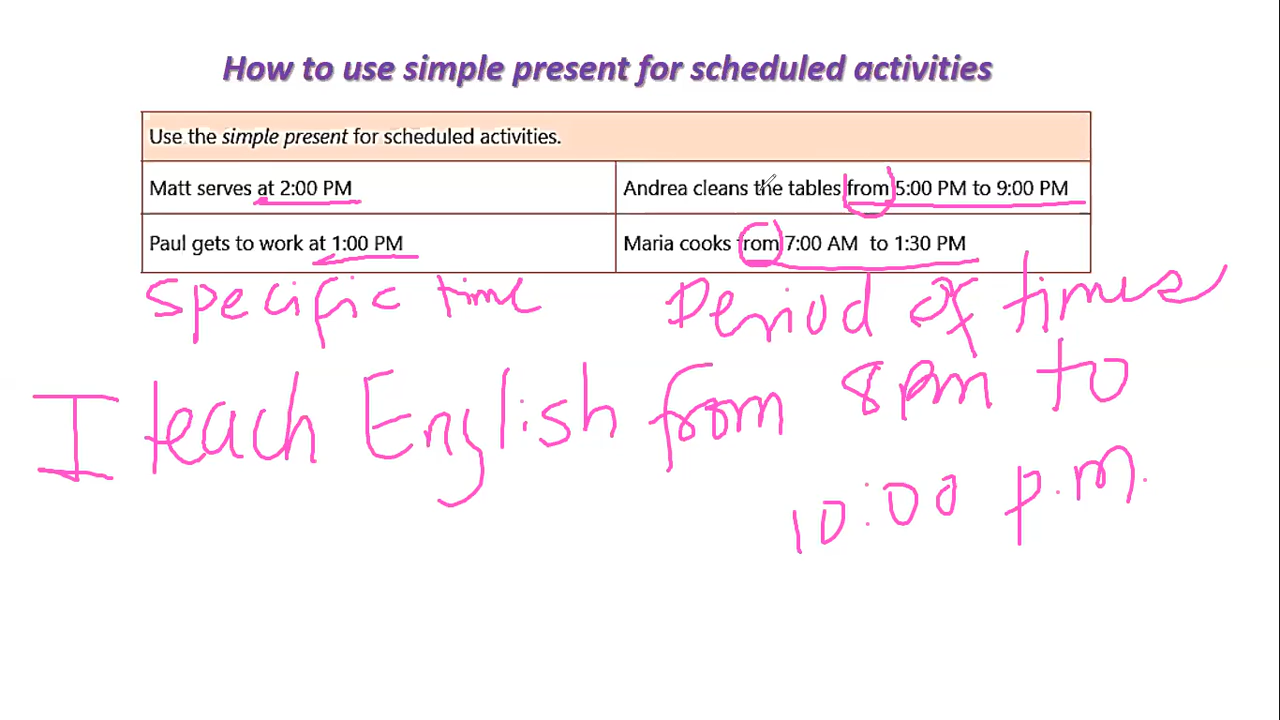 How to use simple present for scheduled activities
Use the simple present for scheduled activities.
Matt serves at 2:00 PM
Andrea cleans the tables from 5:00 PM to 9:00 PM
Paul gets to work at 1:00 PM
Maria cooks from 7:00 AM to 1:30 PM
Specific time
Period of times
I teach English from 8pm to
10:00 p.m.